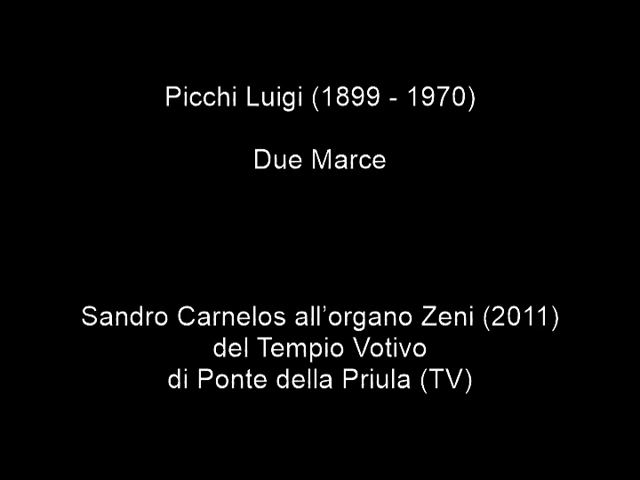 Picchi Luigi (1899 - 1970)
Due Marce
Sandro Carnelos all'organo Zeni (2011)
del Tempio Votivo
di Ponte della Priula (TV)